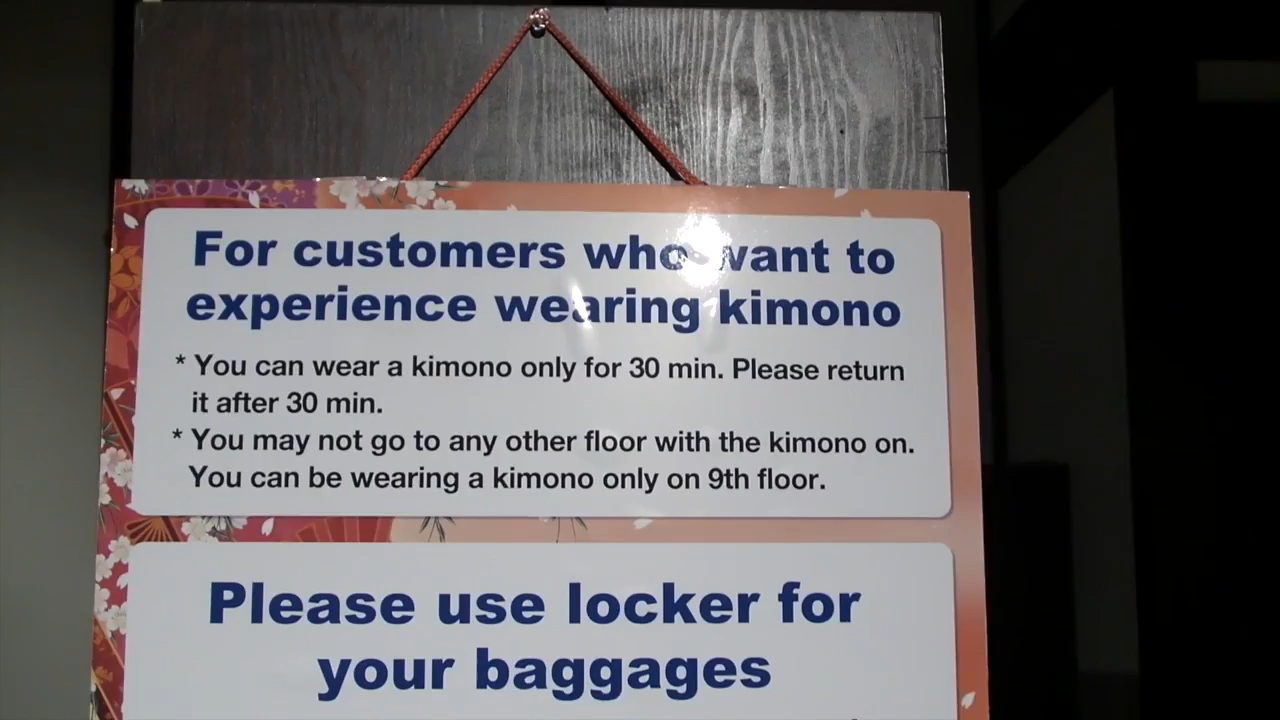 For customers who want to
experience wearing kimono
* You can wear a kimono only for 30 min. Please return
it after 30 min.
* You may not go to any other floor with the kimono on.
You can be wearing a kimono only on 9th floor.
Please use locker for
your baggages